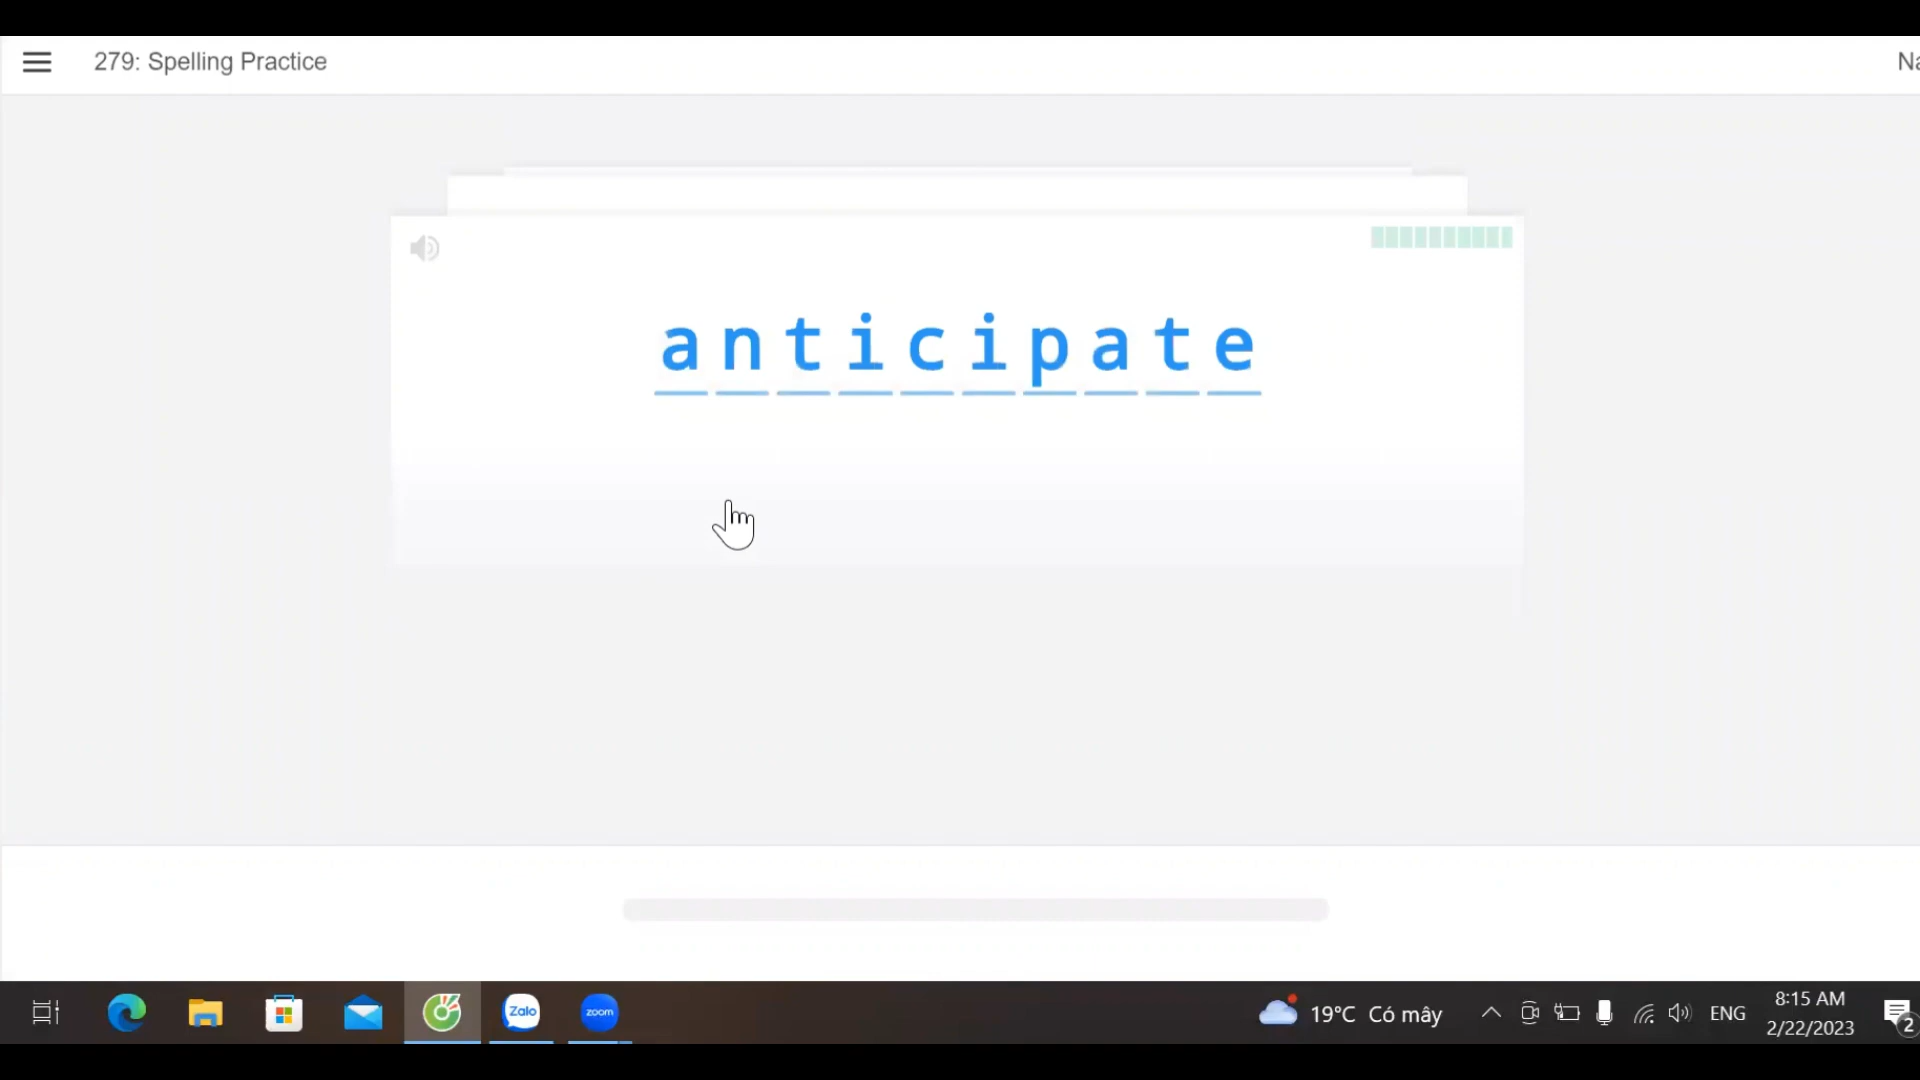 279: Spelling Practice
Na
anticipate
Zalo
zoom
19°C Có mây
ENG
8:15 AM
2/22/2023
2